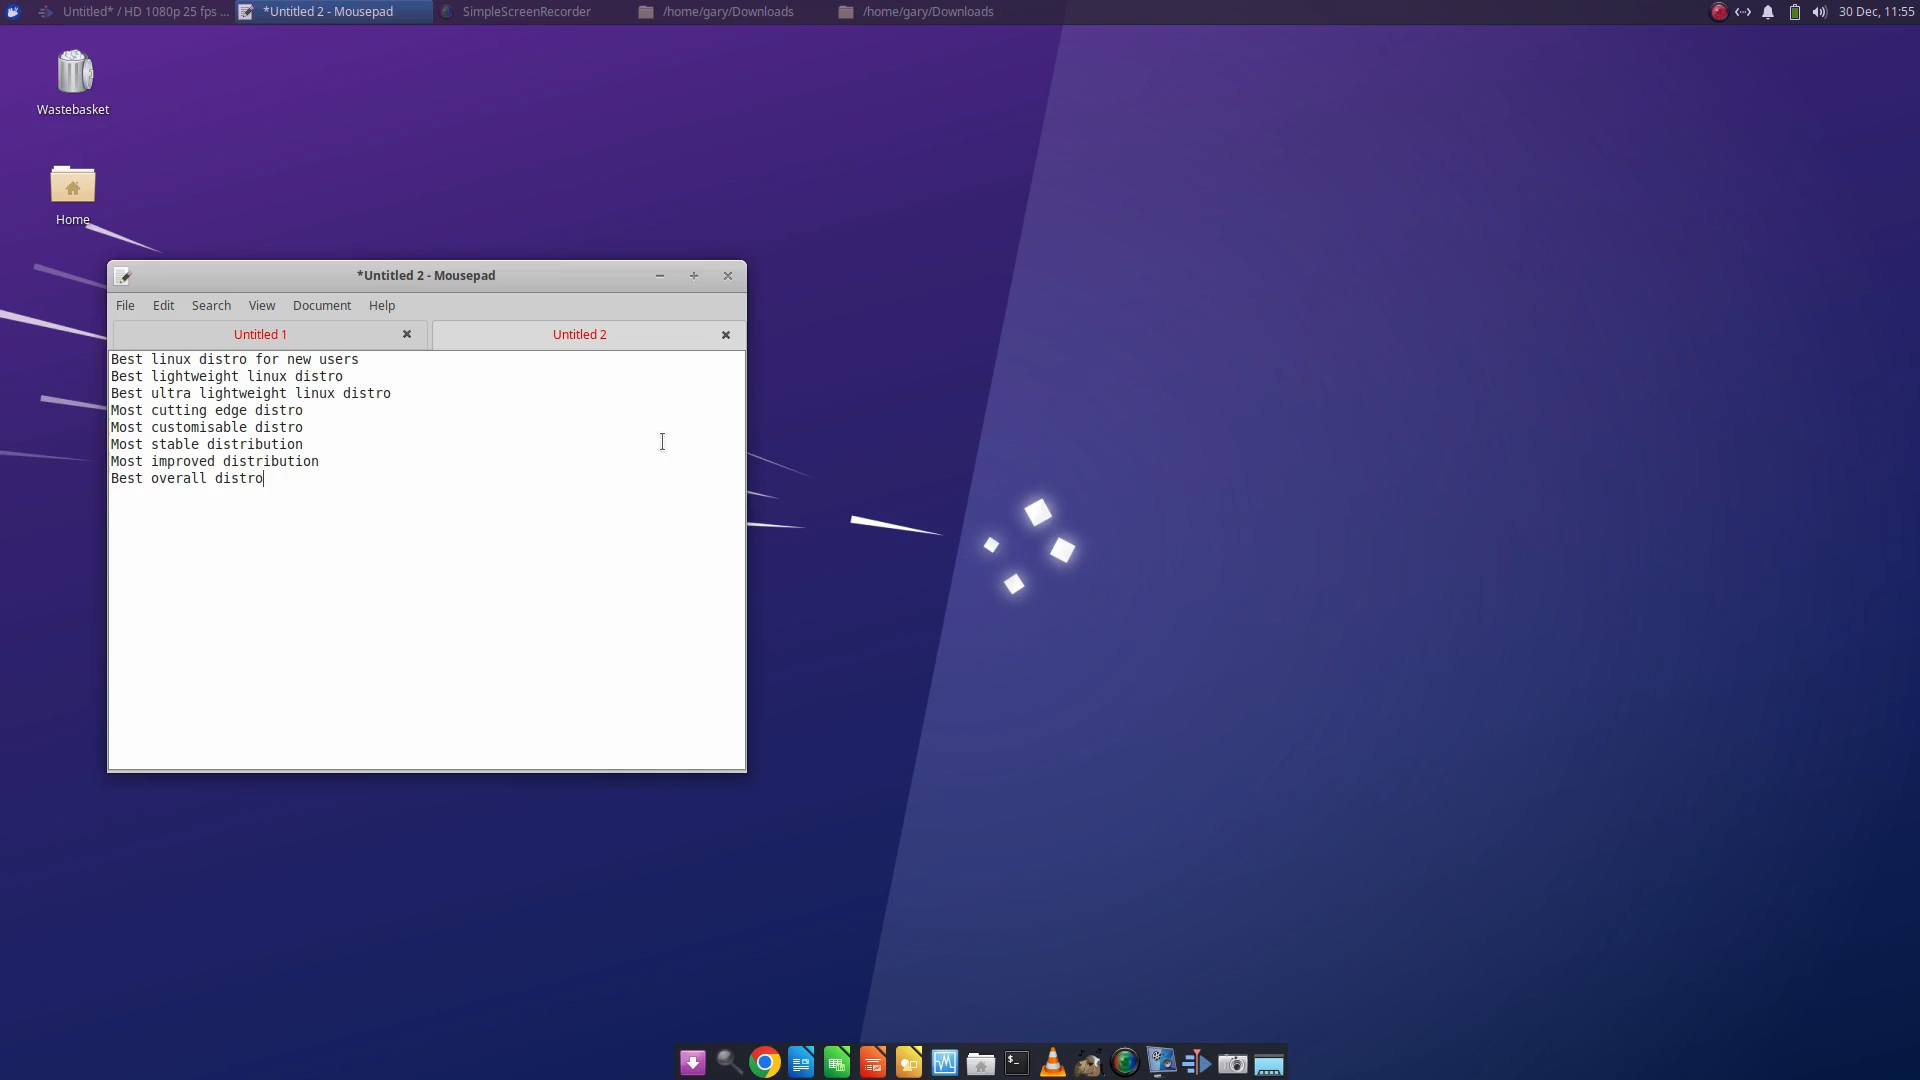 Untitled* / HD 1080p 25 fps ...
*Untitled 2 - Mousepad
SimpleScreenRecorder
/home/gary/Downloads
/home/gary/Downloads
30 Dec, 11:55
Wastebasket
Home
*Untitled 2 - Mousepad
File Edit Search View Document Help
Untitled 1
Untitled 2
Best linux distro for new users
Best lightweight linux distro
Best ultra lightweight linux distro
Most cutting edge distro
Most customisable distro
Most stable distribution
Most improved distribution
Best overall distro